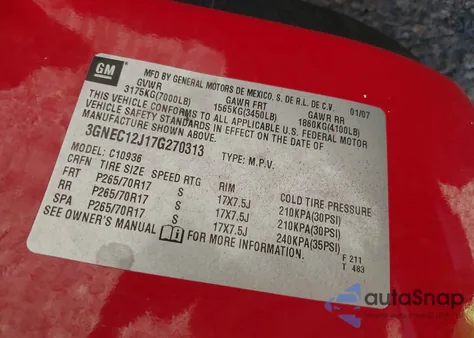 GM
MFD BY GENERAL MOTORS DE MEXICO, S. DE R.L. DE C.V. 01/07
GVWR GAWR FRT GAWR RR
3175KG(7000LB) 1565KG(3450LB) 1860KG(4100LB)
THIS VEHICLE CONFORMS TO ALL APPLICABLE U.S. FEDERAL MOTOR
VEHICLE SAFETY STANDARDS IN EFFECT ON THE DATE OF
MANUFACTURE SHOWN ABOVE.
3GNEC12J17G270313 TYPE: M.P.V.
MODEL: C10936
CRFN TIRE SIZE SPEED RTG RIM COLD TIRE PRESSURE
FRT P265/70R17 S 17X7.5J 210KPA(30PSI)
RR P265/70R17 S 17X7.5J 210KPA(30PSI)
SPA P265/70R17 S 17X7.5J 240KPA(35PSI)
SEE OWNER'S MANUAL FOR MORE INFORMATION.
F 211
T 483
autoSnap